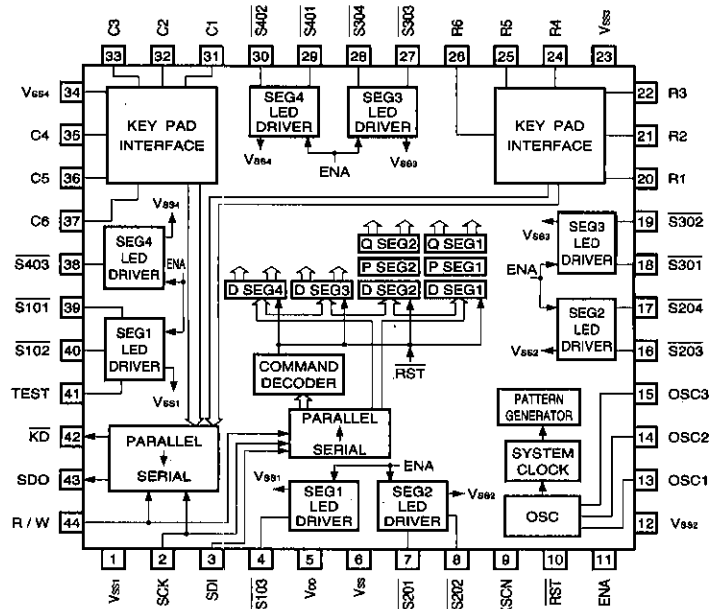 C3 C2 C1 S402 S401 S304 S303 R6 R5 R4 VSS3
33 32 31 30 29 28 27 26 25 24 23
VSS4 34
C4 35
C5 36
C6 37
S403 38
S101 39
S102 40
TEST 41
KD 42
SDO 43
R / W 44
KEY PAD
INTERFACE
SEG4
LED
DRIVER
VSS4
SEG3
LED
DRIVER
VSS3
ENA
KEY PAD
INTERFACE
22 R3
21 R2
20 R1
19 S302
18 S301
17 S204
16 S203
15 OSC3
14 OSC2
13 OSC1
12 VSS2
VSS4
SEG4
LED
DRIVER
ENA
SEG1
LED
DRIVER
VSS1
Q SEG2 Q SEG1
P SEG2 P SEG1
D SEG4 D SEG3 D SEG2 D SEG1
VSS3
SEG3
LED
DRIVER
ENA
SEG2
LED
DRIVER
VSS2
COMMAND
DECODER
RST
PARALLEL
SERIAL
PARALLEL
SERIAL
PATTERN
GENERATOR
SYSTEM
CLOCK
OSC
ENA
VSS1
SEG1
LED
DRIVER
SEG2
LED
DRIVER
VSS2
1 2 3 4 5 6 7 8 9 10 11
VSS1 SCK SDI S103 VDD VSS S201 S202 RST ENA